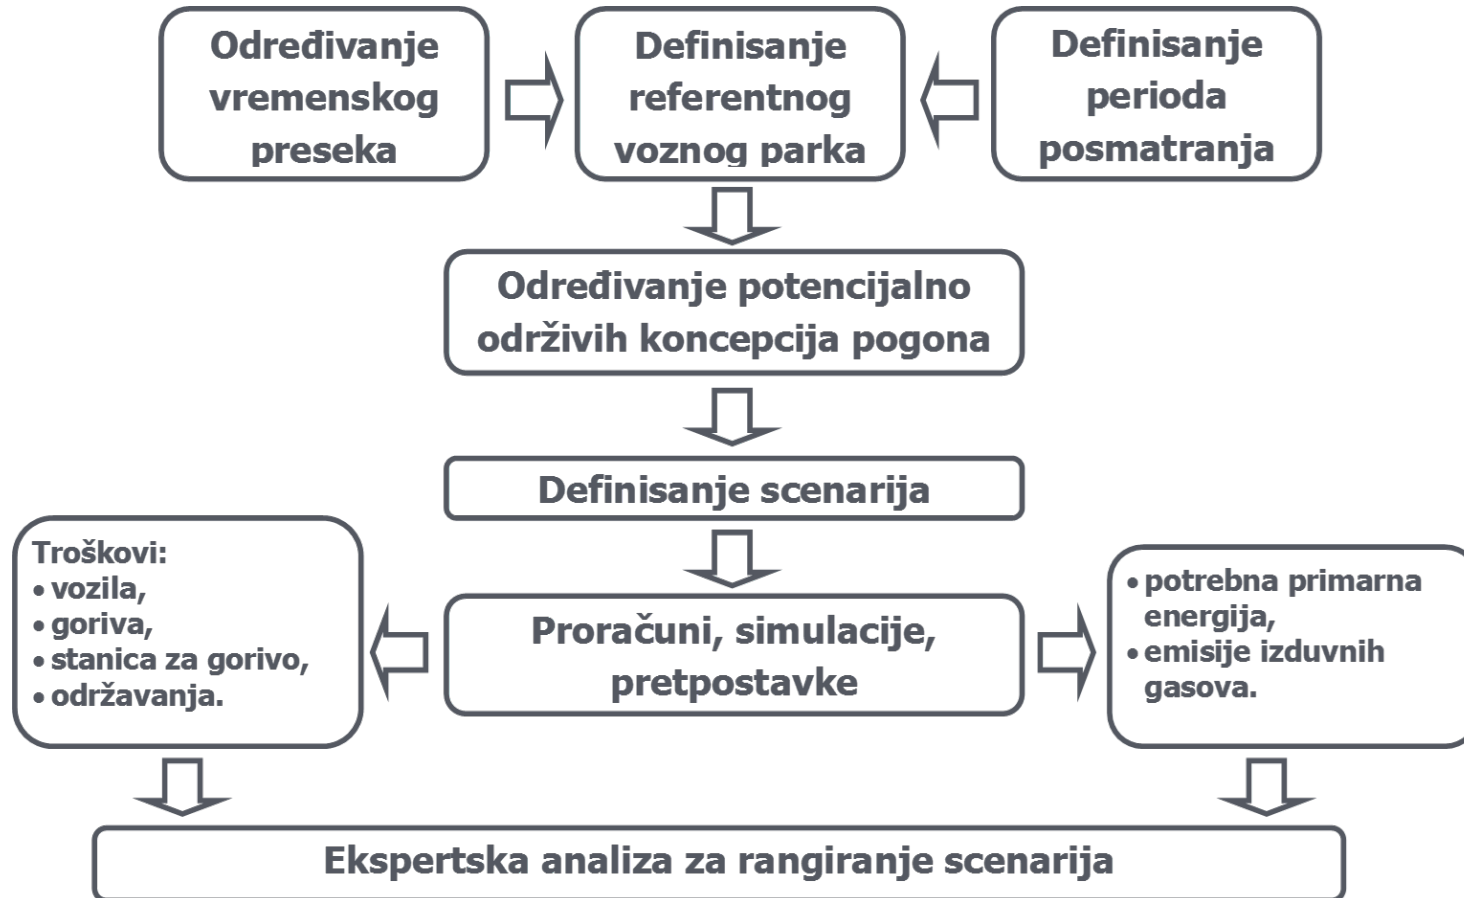 Određivanje
vremenskog
preseka
Definisanje
referentnog
voznog parka
Definisanje
perioda
posmatranja
Određivanje potencijalno
održivih koncepcija pogona
Definisanje scenarija
Troškovi:
• vozila,
• goriva,
• stanica za gorivo,
• održavanja.
Proračuni, simulacije,
pretpostavke
• potrebna primarna
energija,
• emisije izduvnih
gasova.
Ekspertska analiza za rangiranje scenarija